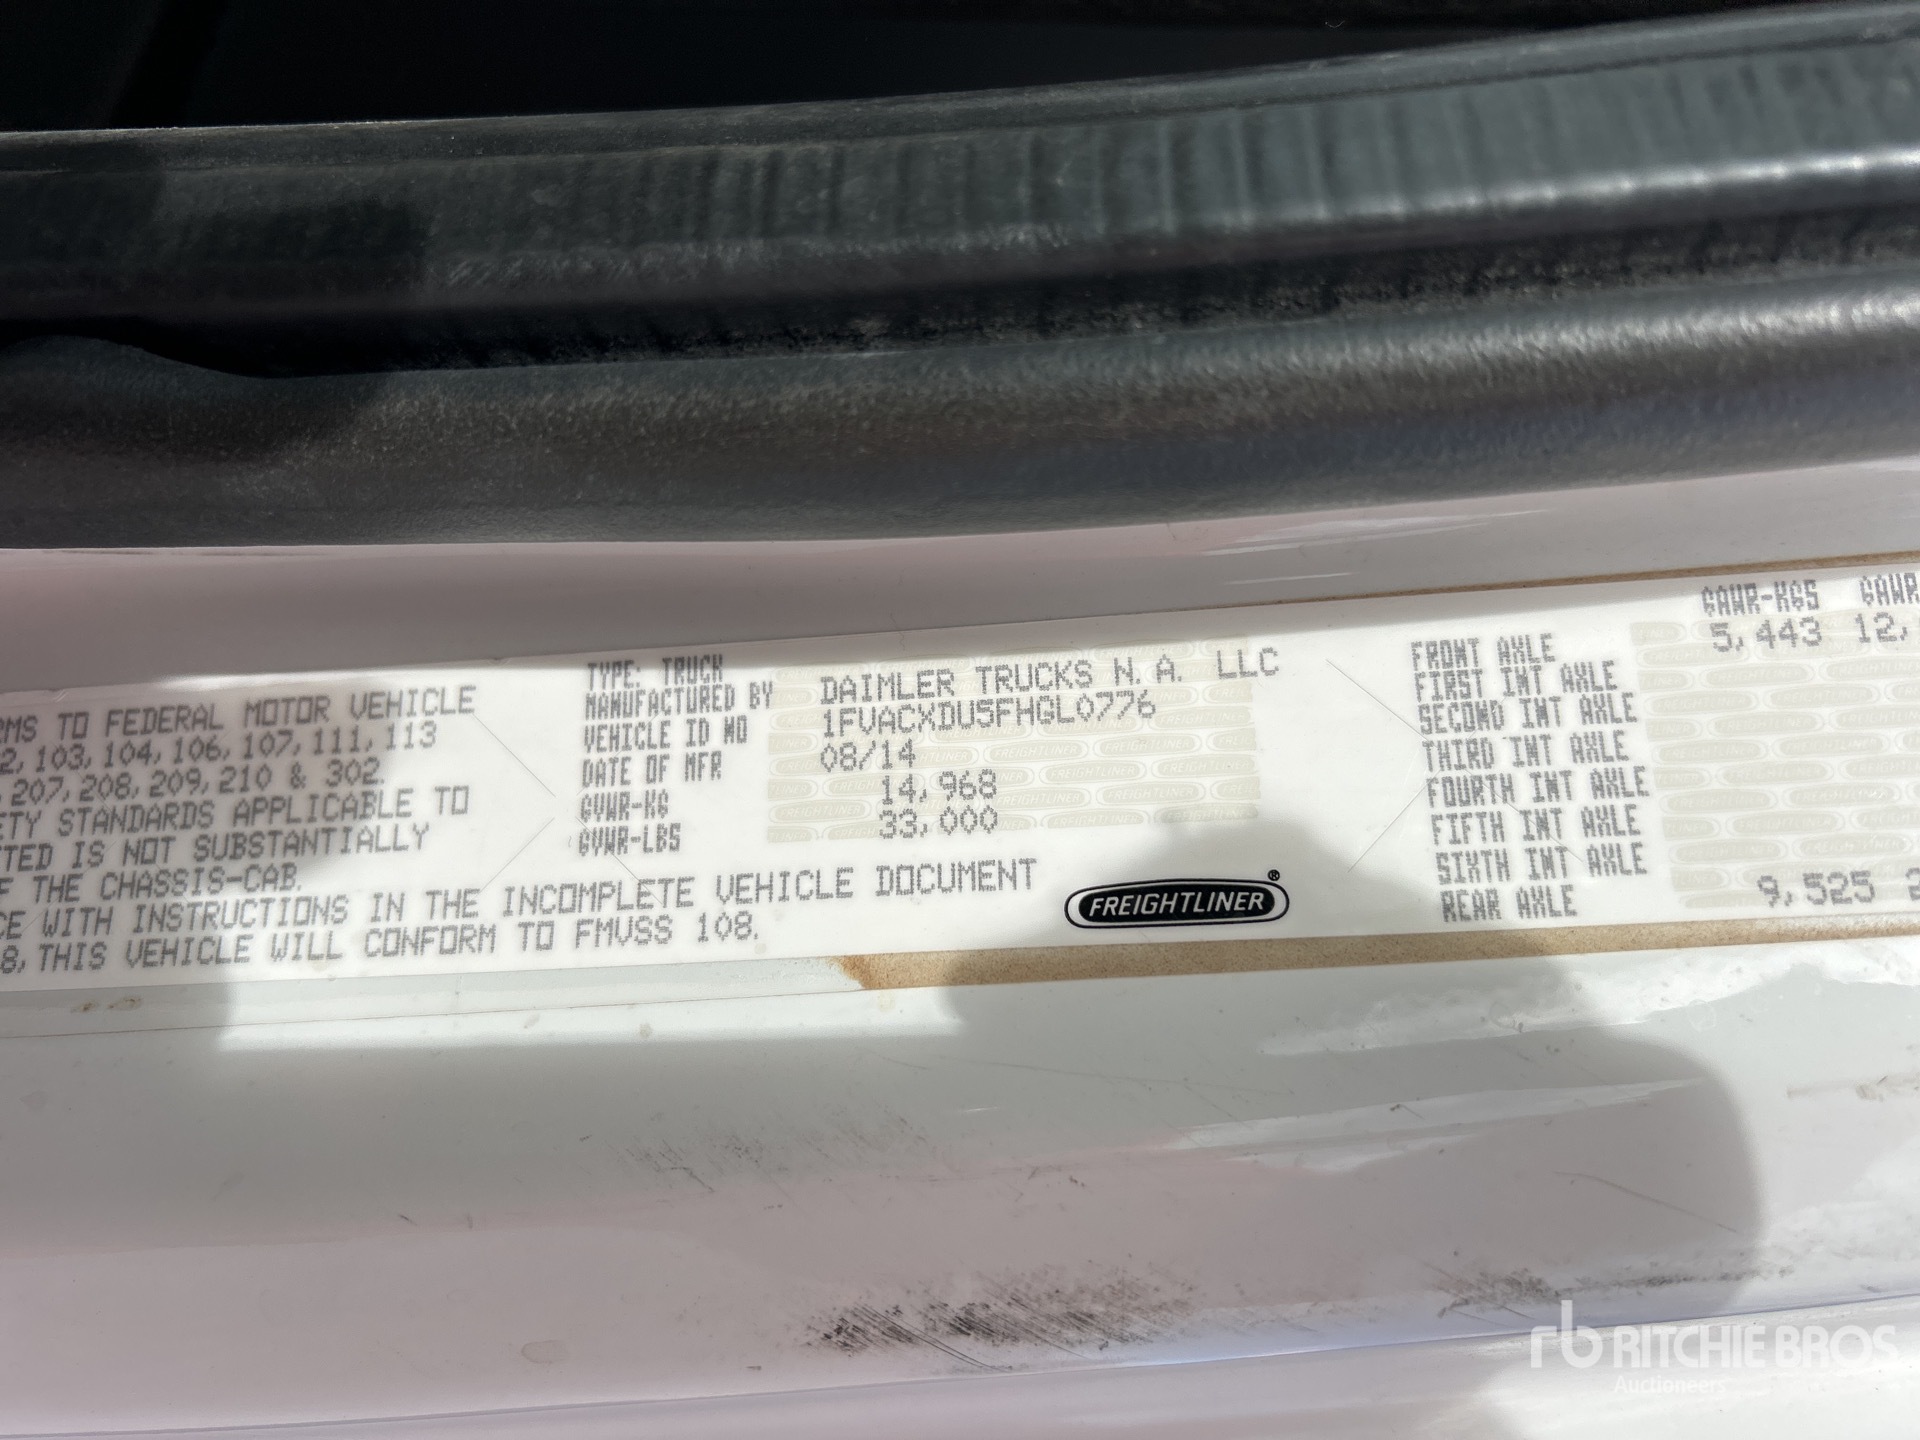 RMS TO FEDERAL MOTOR VEHICLE
2, 103, 104, 106, 107, 111, 113
, 207, 208, 209, 210 & 302.
ETY STANDARDS APPLICABLE TO
TED IS NOT SUBSTANTIALLY
F THE CHASSIS-CAB.
CE WITH INSTRUCTIONS IN THE INCOMPLETE VEHICLE DOCUMENT
8, THIS VEHICLE WILL CONFORM TO FMVSS 108.
TYPE: TRUCK
MANUFACTURED BY DAIMLER TRUCKS N.A. LLC
VEHICLE ID NO 1FVACXDU5FHGL0776
DATE OF MFR 08/14
GVWR-KG 14,968
GVWR-LBS 33,000
FREIGHTLINER®
GAWR-KGS GAWR
FRONT AXLE 5,443 12,
FIRST INT AXLE
SECOND INT AXLE
THIRD INT AXLE
FOURTH INT AXLE
FIFTH INT AXLE
SIXTH INT AXLE
REAR AXLE 9,525 2
rb RITCHIE BROS
Auctioneers